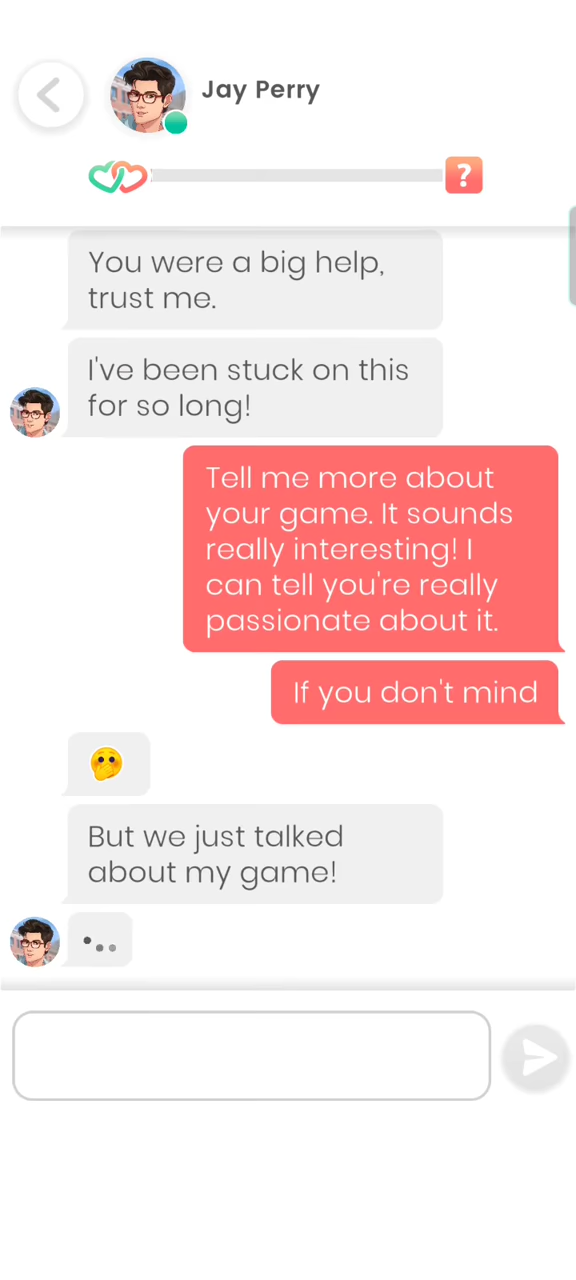 Jay Perry
?
You were a big help,
trust me.
I've been stuck on this
for so long!
Tell me more about
your game. It sounds
really interesting! I
can tell you're really
passionate about it.
If you don't mind
But we just talked
about my game!